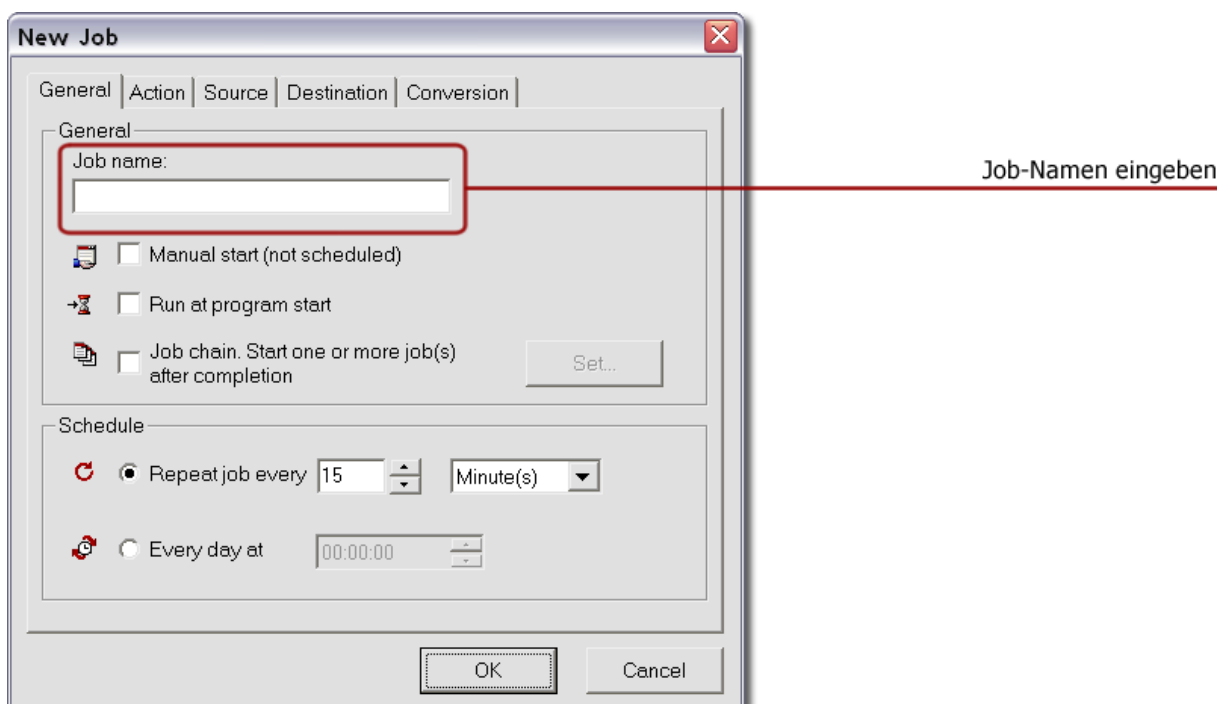 New Job
General Action Source Destination Conversion
General
Job name:
Job-Namen eingeben
Manual start (not scheduled)
Run at program start
Job chain. Start one or more job(s)
after completion
Set...
Schedule
Repeat job every 15 Minute(s)
Every day at 00:00:00
OK Cancel